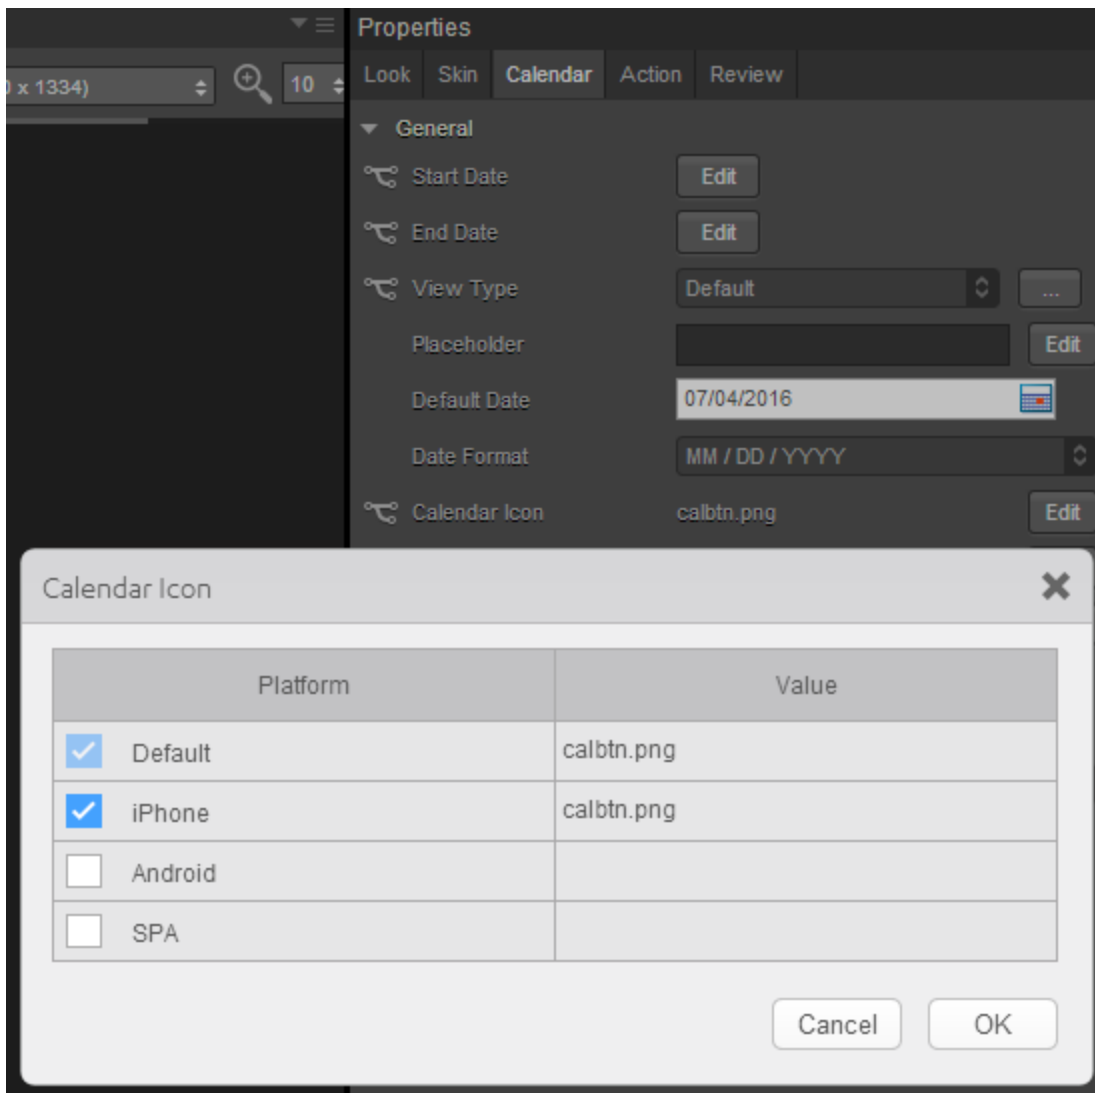 Properties
0 x 1334) 10
Look Skin Calendar Action Review
General
Start Date Edit
End Date Edit
View Type Default ...
Placeholder Edit
Default Date 07/04/2016
Date Format MM / DD / YYYY
Calendar Icon calbtn.png Edit
Calendar Icon
Platform Value
Default calbtn.png
iPhone calbtn.png
Android
SPA
Cancel OK